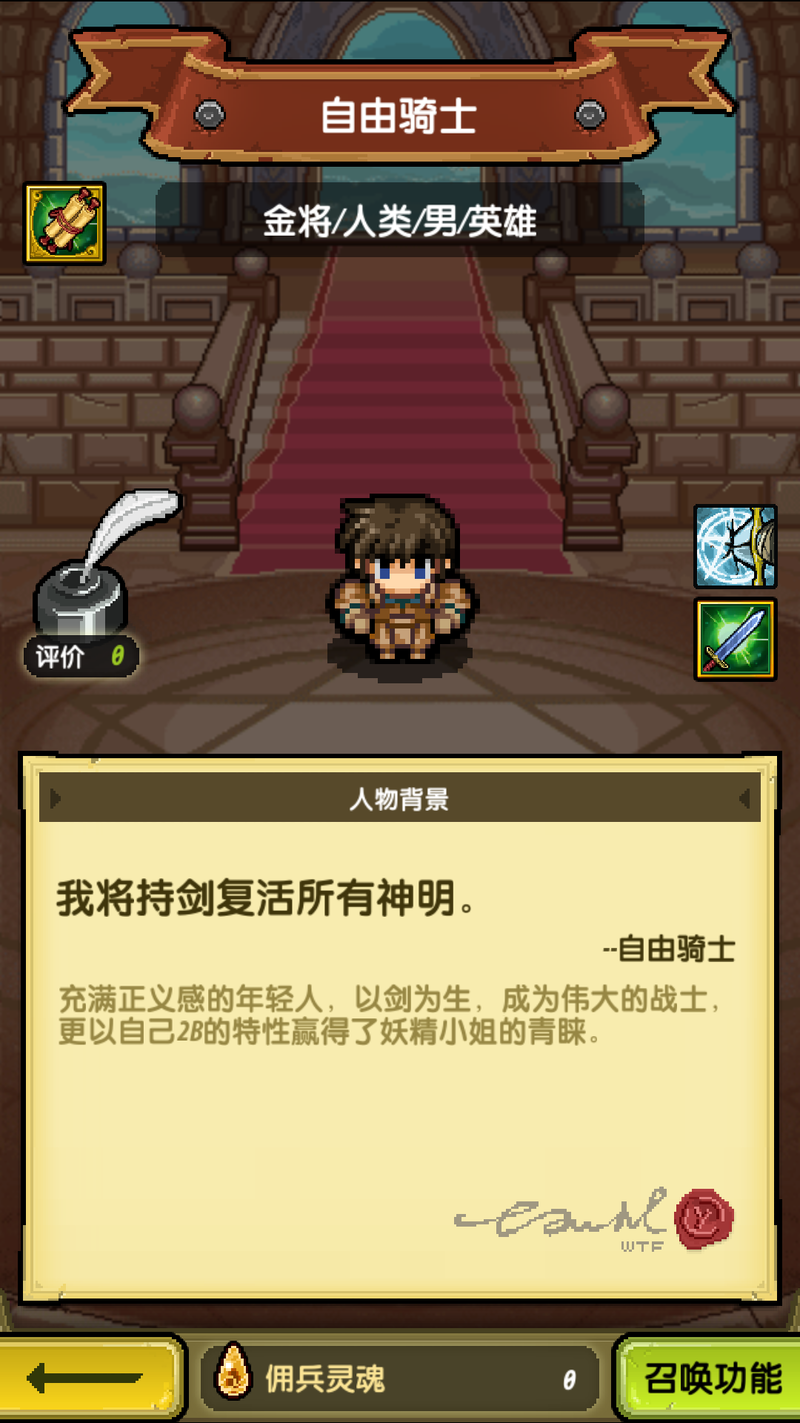 自由骑士
金将/人类/男/英雄
评价 0
人物背景
我将持剑复活所有神明。
--自由骑士
充满正义感的年轻人，以剑为生，成为伟大的战士，
更以自己2B的特性赢得了妖精小姐的青睐。
WTF
佣兵灵魂 0
召唤功能